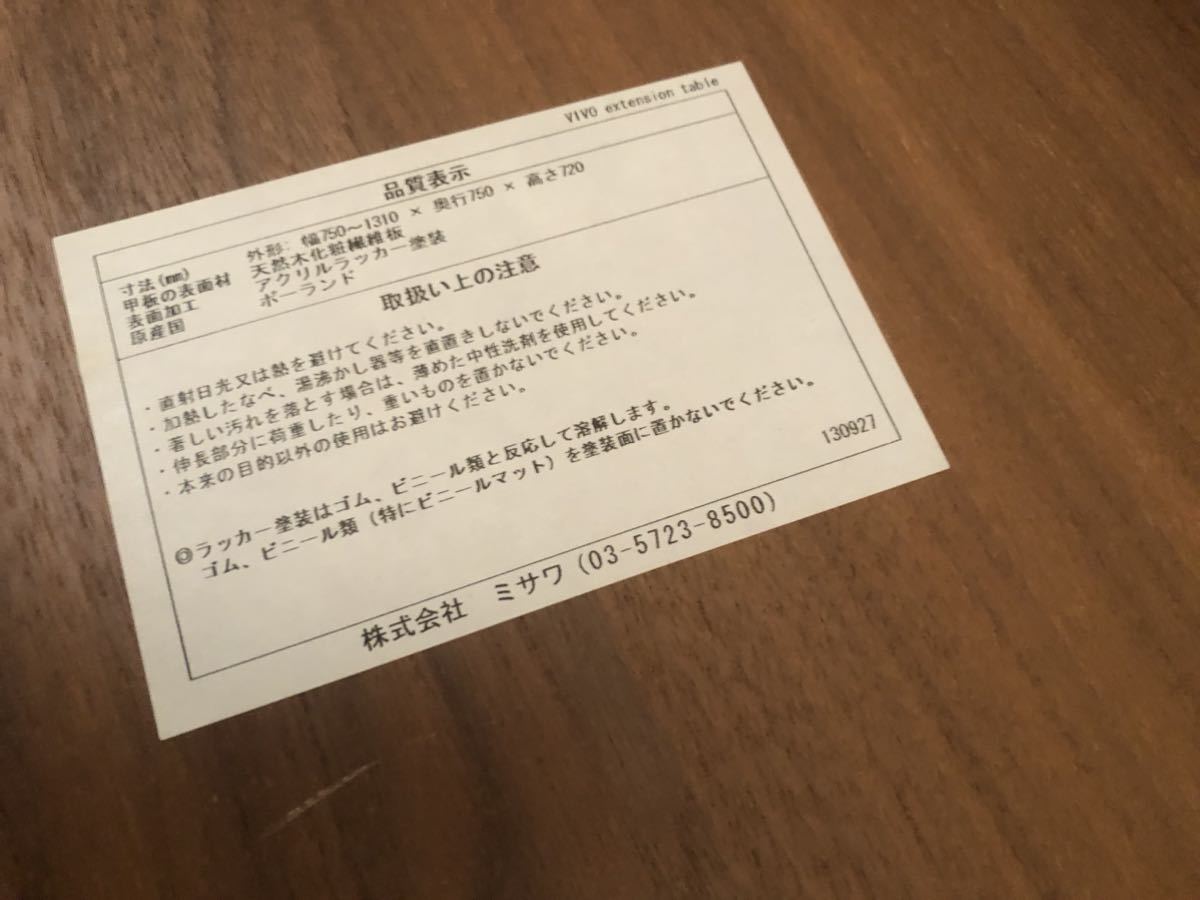 VIVO extension table
品質表示
寸法(mm) 外形: 幅750～1310 × 奥行750 × 高さ720
甲板の表面材 天然木化粧繊維板
表面加工 アクリルラッカー塗装
原産国 ポーランド
取扱い上の注意
・直射日光又は熱を避けてください。
・加熱したなべ、湯沸かし器等を直置きしないでください。
・著しい汚れを落とす場合は、薄めた中性洗剤を使用してください。
・伸長部分に荷重したり、重いものを置かないでください。
・本来の目的以外の使用はお避けください。
◎ラッカー塗装はゴム、ビニール類と反応して溶解します。
ゴム、ビニール類（特にビニールマット）を塗装面に置かないでください。
130927
株式会社 ミサワ(03-5723-8500)